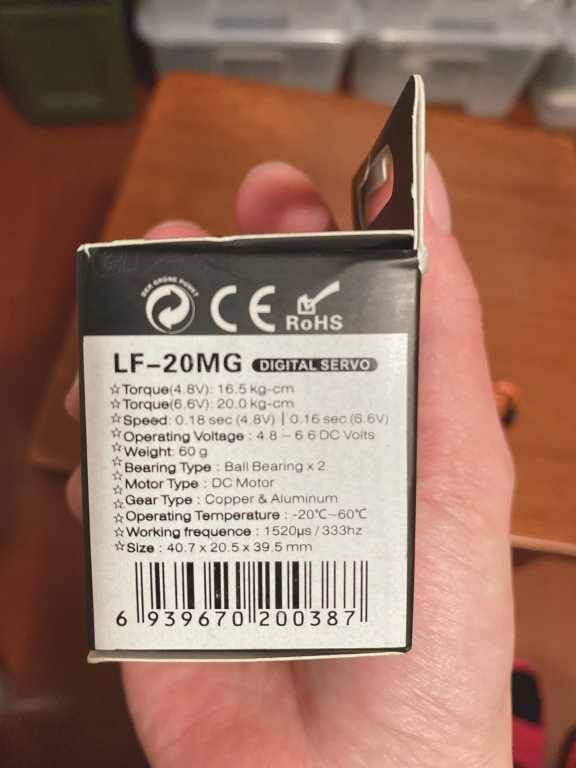 DER GRÜNE PUNKT
CE
RoHS
LF-20MG DIGITAL SERVO
☆Torque(4.8V): 16.5 kg-cm
☆Torque(6.6V): 20.0 kg-cm
☆Speed: 0.18 sec (4.8V) | 0.16 sec (6.6V)
☆Operating Voltage : 4.8 – 6.6 DC Volts
☆Weight: 60 g
☆Bearing Type : Ball Bearing x 2
☆Motor Type : DC Motor
☆Gear Type : Copper & Aluminum
☆Operating Temperature : -20℃–60℃
☆Working frequence : 1520μs / 333hz
☆Size : 40.7 x 20.5 x 39.5 mm
6 939670 200387